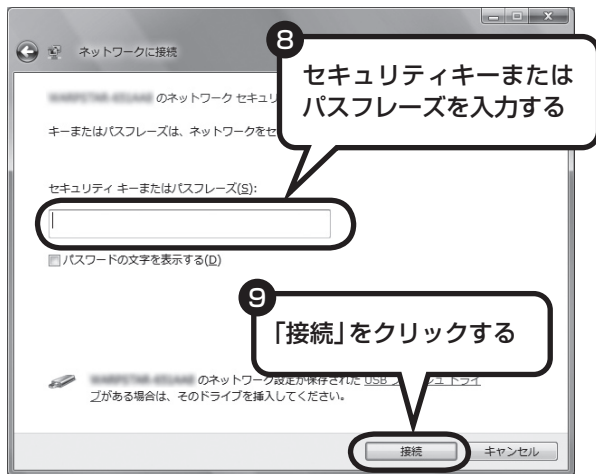 ネットワークに接続
8
セキュリティキーまたは
パスフレーズを入力する
のネットワーク セキュリ
キーまたはパスフレーズは、ネットワークをセ
セキュリティ キーまたはパスフレーズ(S):
パスワードの文字を表示する(D)
9
「接続」をクリックする
のネットワーク設定が保存された USB
ブがある場合は、そのドライブを挿入してください。
接続
キャンセル